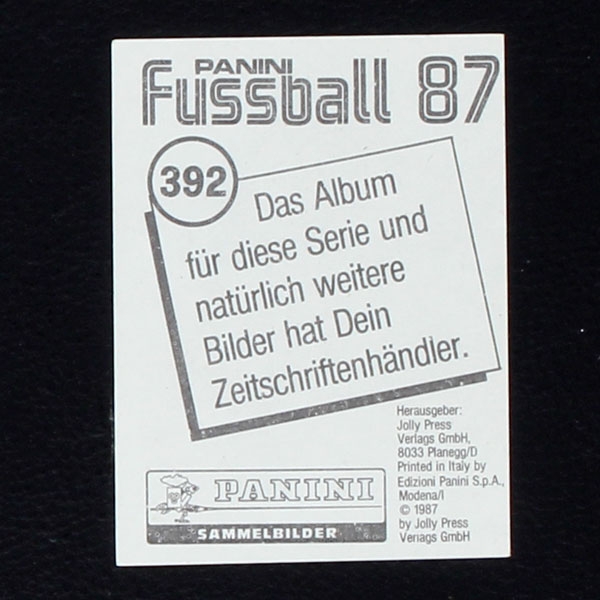 PANINI
Fussball 87
392
Das Album
für diese Serie und
natürlich weitere
Bilder hat Dein
Zeitschriftenhändler.
Herausgeber:
Jolly Press
Verlags GmbH,
8033 Planegg/D
Printed in Italy by
Edizioni Panini S.p.A.,
Modena/I
© 1987
by Jolly Press
Verlags GmbH
PANINI
SAMMELBILDER